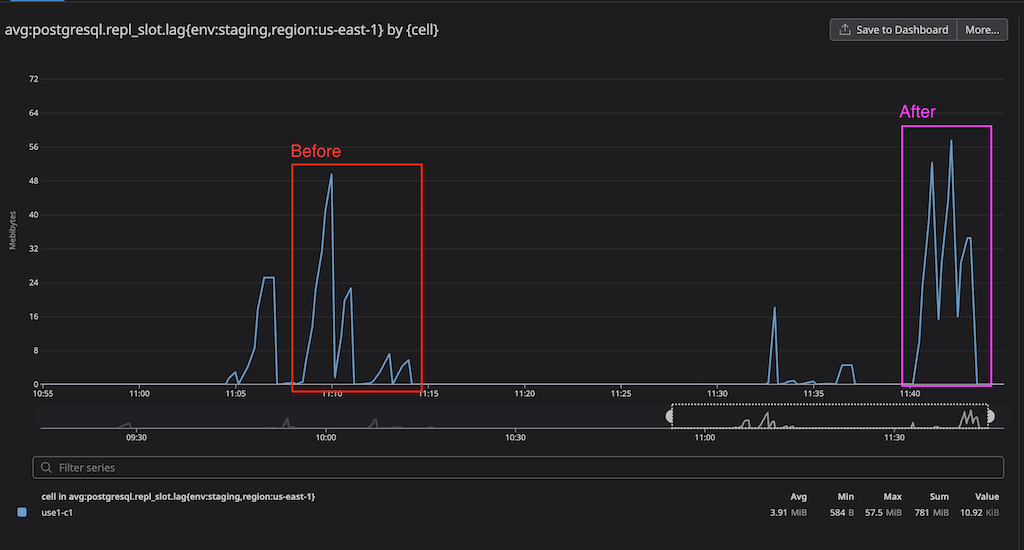 avg:postgresql.repl_slot.lag{env:staging,region:us-east-1} by {cell}
Save to Dashboard
More...
After
Before
Mebibytes
72
64
56
48
40
32
24
16
8
0
10:55 11:00 11:05 11:10 11:15 11:20 11:25 11:30 11:35 11:40
09:30 10:00 10:30 11:00 11:30
Filter series
cell in avg:postgresql.repl_slot.lag{env:staging,region:us-east-1} Avg Min Max Sum Value
use1-c1 3.91 MiB 584 B 57.5 MiB 781 MiB 10.92 KiB